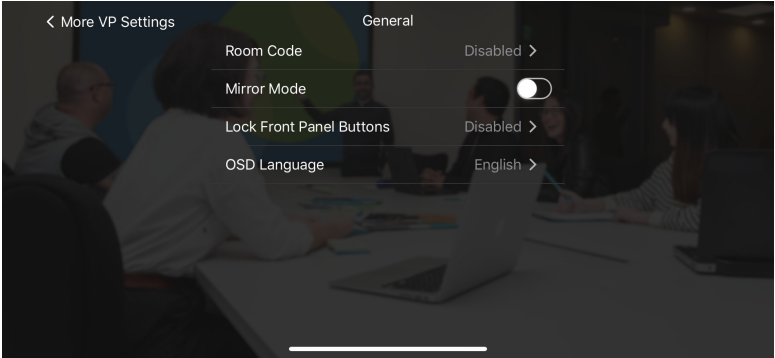 More VP Settings
General
Room Code Disabled
Mirror Mode
Lock Front Panel Buttons Disabled
OSD Language English